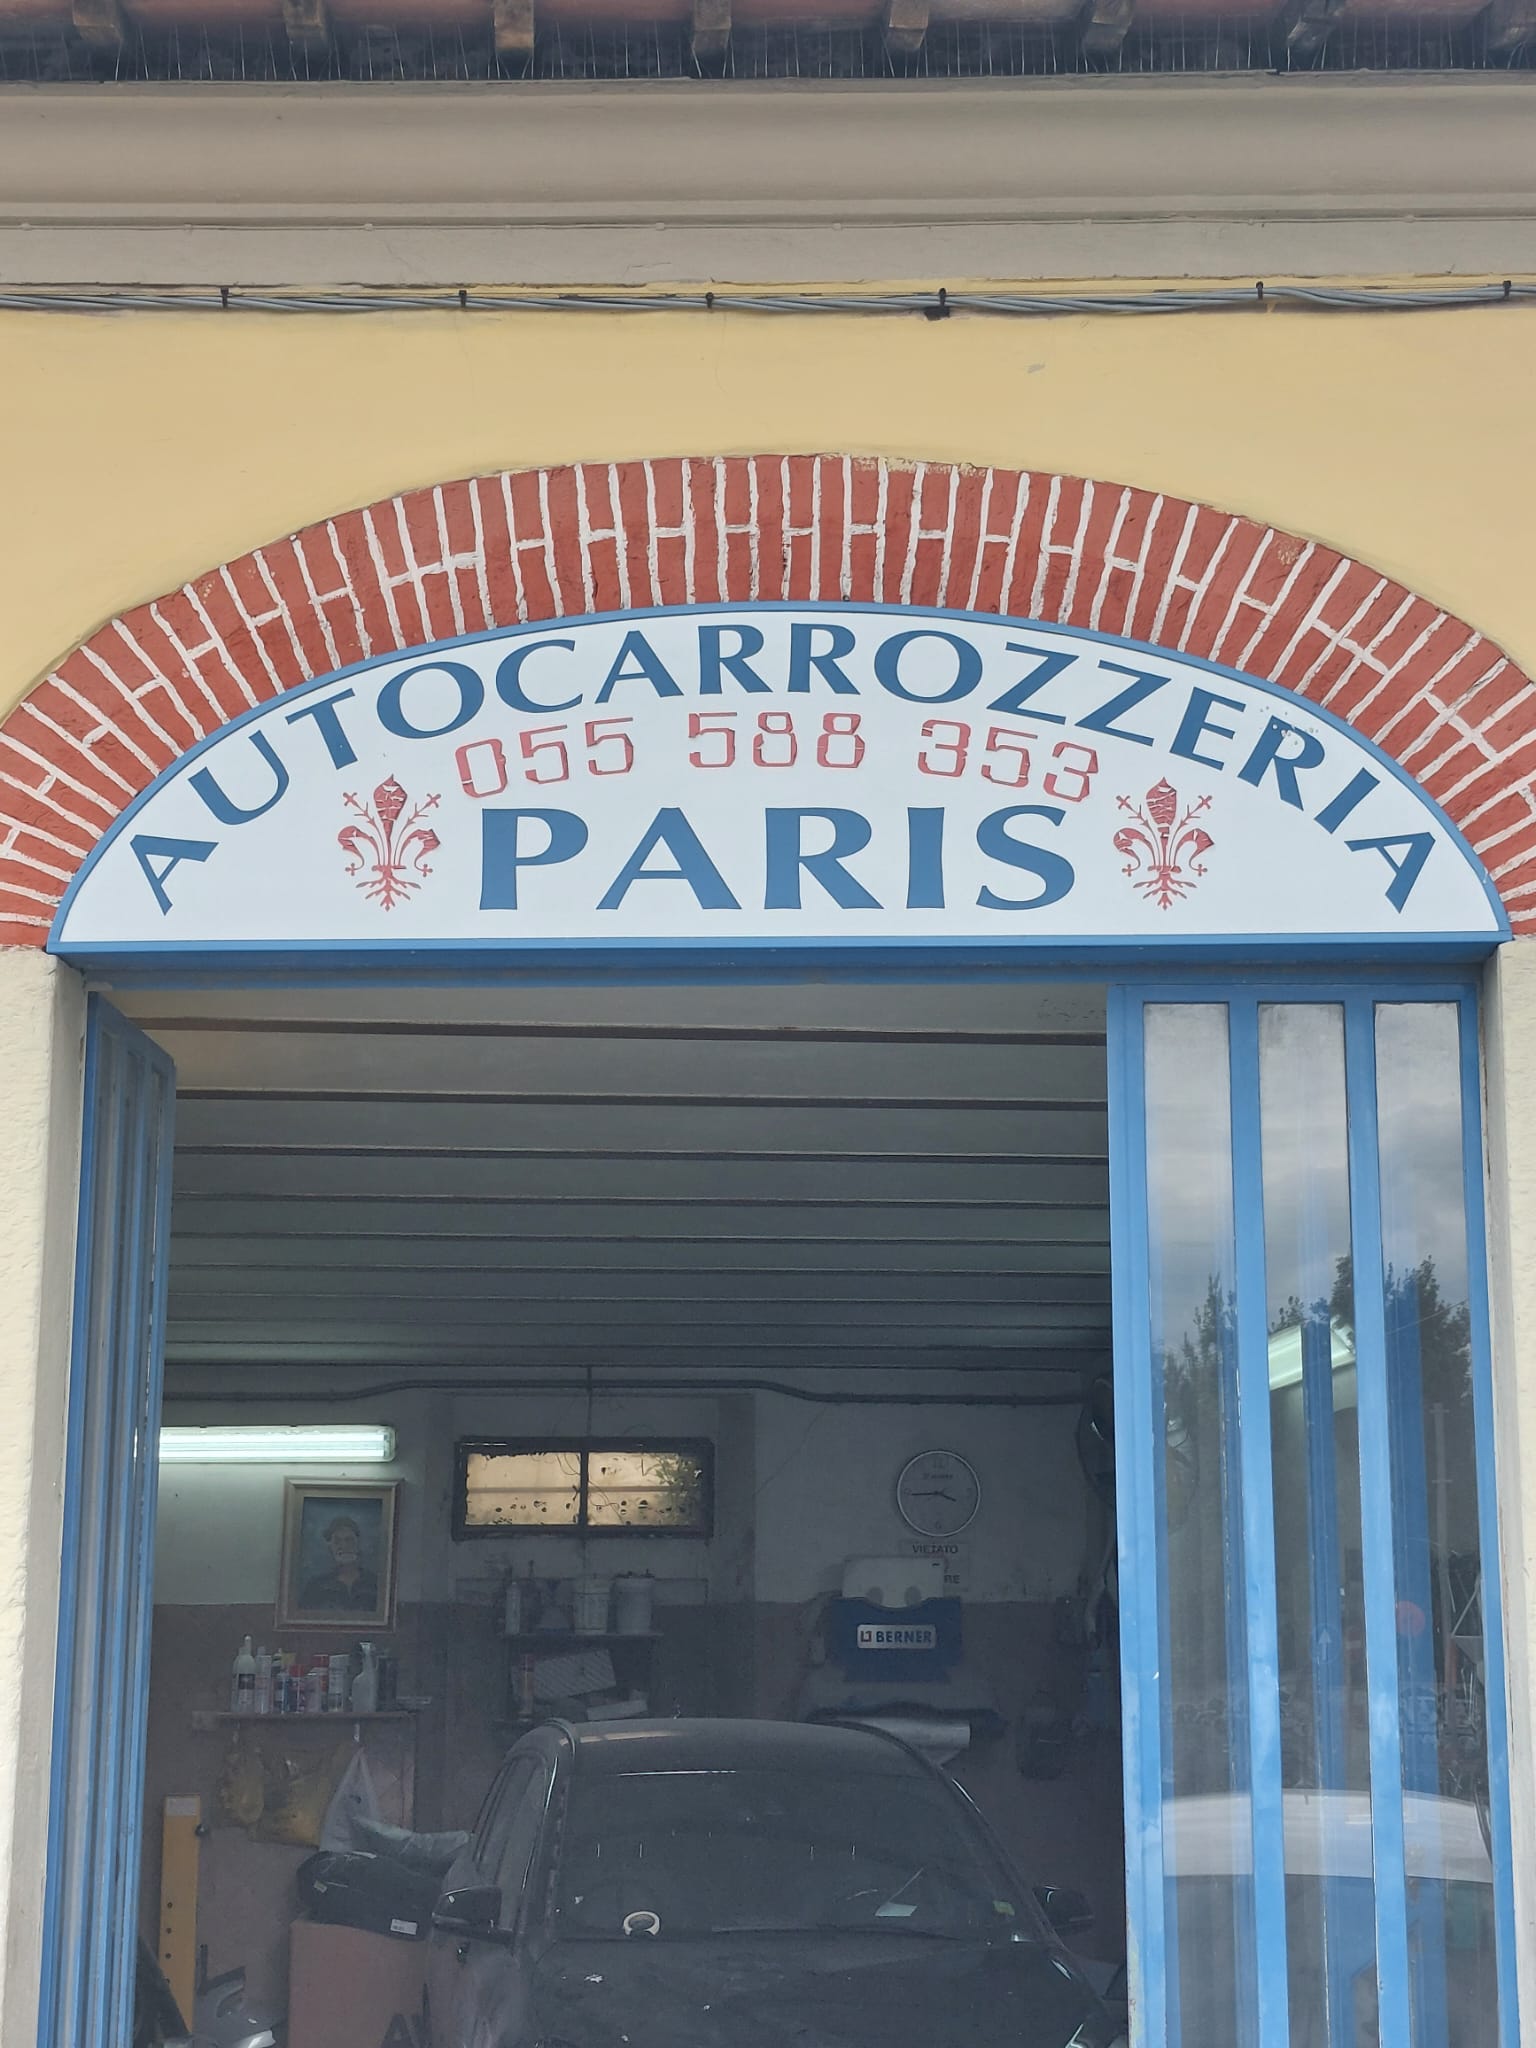 AUTOCARROZZERIA
055 588 353
PARIS
VIETATO
BERNER